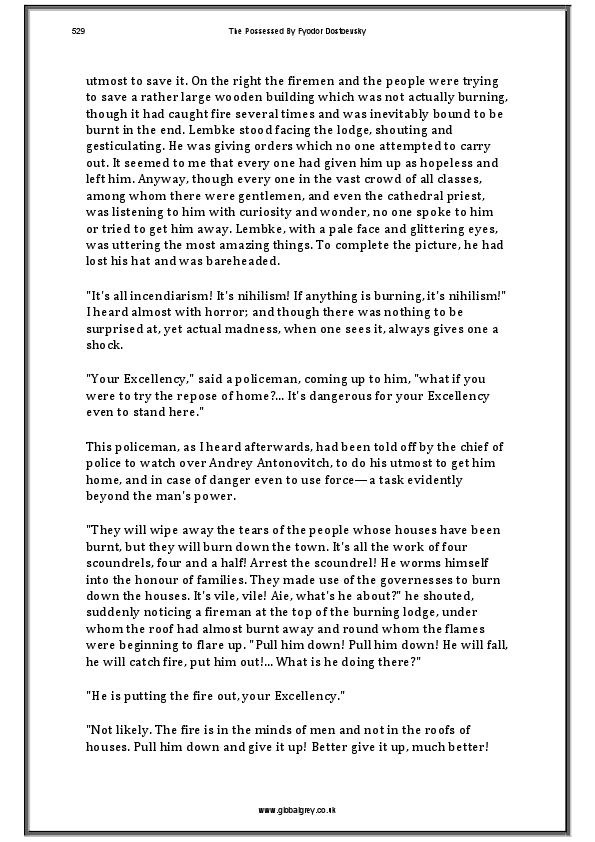 529
The Possessed By Fyodor Dostoevsky
utmost to save it. On the right the firemen and the people were trying
to save a rather large wooden building which was not actually burning,
though it had caught fire several times and was inevitably bound to be
burnt in the end. Lembke stood facing the lodge, shouting and
gesticulating. He was giving orders which no one attempted to carry
out. It seemed to me that every one had given him up as hopeless and
left him. Anyway, though every one in the vast crowd of all classes,
among whom there were gentlemen, and even the cathedral priest,
was listening to him with curiosity and wonder, no one spoke to him
or tried to get him away. Lembke, with a pale face and glittering eyes,
was uttering the most amazing things. To complete the picture, he had
lost his hat and was bareheaded.
"It's all incendiarism! It's nihilism! If anything is burning, it's nihilism!"
I heard almost with horror; and though there was nothing to be
surprised at, yet actual madness, when one sees it, always gives one a
shock.
"Your Excellency," said a policeman, coming up to him, "what if you
were to try the repose of home?... It's dangerous for your Excellency
even to stand here."
This policeman, as I heard afterwards, had been told off by the chief of
police to watch over Andrey Antonovitch, to do his utmost to get him
home, and in case of danger even to use force—a task evidently
beyond the man's power.
"They will wipe away the tears of the people whose houses have been
burnt, but they will burn down the town. It's all the work of four
scoundrels, four and a half! Arrest the scoundrel! He worms himself
into the honour of families. They made use of the governesses to burn
down the houses. It's vile, vile! Aie, what's he about?" he shouted,
suddenly noticing a fireman at the top of the burning lodge, under
whom the roof had almost burnt away and round whom the flames
were beginning to flare up. "Pull him down! Pull him down! He will fall,
he will catch fire, put him out!... What is he doing there?"
"He is putting the fire out, your Excellency."
"Not likely. The fire is in the minds of men and not in the roofs of
houses. Pull him down and give it up! Better give it up, much better!
www.globalgrey.co.uk